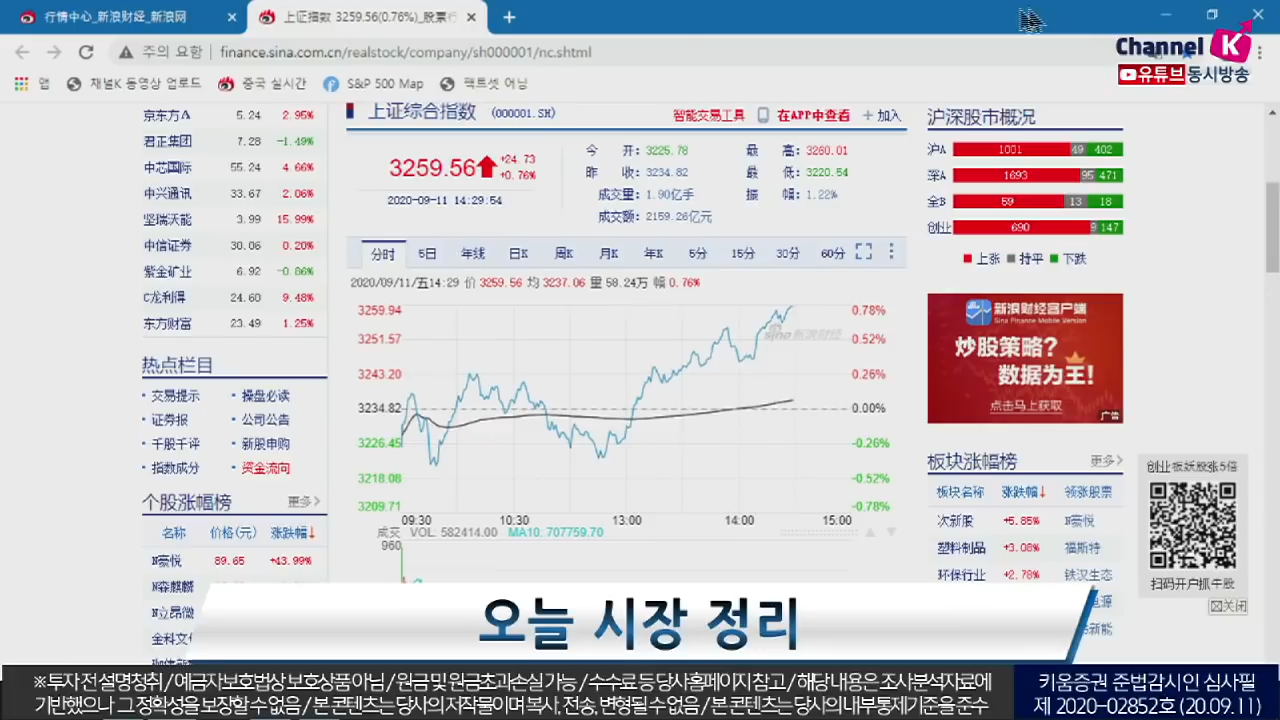 行情中心_新浪财经_新浪网
上证指数 3259.56(0.76%)_股票行
주의 요함
finance.sina.com.cn/realstock/company/sh000001/nc.shtml
Channel K
유튜브동시방송
앱
채널K 동영상 업로드
중국 실시간
S&P 500 Map
넥트셋 어닝
京东方A 5.24 2.95%
君正集团 7.28 -1.49%
中芯国际 55.24 4.66%
中兴通讯 33.67 2.06%
坚瑞沃能 3.99 15.99%
中信证券 30.06 0.20%
紫金矿业 6.92 -0.86%
C龙利得 24.60 9.48%
东方财富 23.49 1.25%
热点栏目
交易提示 操盘必读
证券报 公司公告
千股千评 新股申购
指数成分 资金流向
个股涨幅榜 更多>
名称 价格(元) 涨跌幅↓
N豪悦 89.65 +43.99%
N森麒麟
N立昂微
金科文化
上证综合指数 (000001.SH)
智能交易工具 在APP中查看 +加入
3259.56 +24.73 +0.76%
2020-09-11 14:29:54
今 开: 3225.78 最 高: 3260.01
昨 收: 3234.82 最 低: 3220.54
成交量: 1.90亿手 振 幅: 1.22%
成交额: 2159.26亿元
分时 5日 年线 日K 周K 月K 年K 5分 15分 30分 60分
2020/09/11/五14:29 价 3259.56 均 3237.06 量 58.24万 幅 0.76%
3259.94 0.78%
3251.57 0.52%
3243.20 0.26%
3234.82 0.00%
3226.45 -0.26%
3218.08 -0.52%
3209.71 -0.78%
sina 新浪财经
09:30 10:30 13:00 14:00 15:00
成交 VOL: 582414.00 MA10: 707759.70
960
沪深股市概况
沪A 1001 49 402
深A 1693 95 471
全B 59 13 18
创业 690 9 147
上涨 持平 下跌
新浪财经客户端
Sina Finance Mobile Version
炒股策略?
数据为王!
点击马上获取
广告
板块涨幅榜 更多>
板块名称 涨跌幅↓ 领涨股票
次新股 +5.85% N豪悦
塑料制品 +3.08% 福斯特
环保行业 +2.78% 铁汉生态
电源
新能
创业板妖股涨5倍
扫码开户抓牛股
关闭
오늘 시장 정리
※투자 전 설명청취 / 예금자보호법상 보호상품 아님 / 원금 및 원금초과손실 가능 / 수수료 등 당사홈페이지 참고 / 해당 내용은 조사분석자료에
기반했으나 그 정확성을 보장할 수 없음 / 본 콘텐츠는 당사의 저작물이며 복사, 전송, 변형될 수 없음 / 본 콘텐츠는 당사의 내부통제기준을 준수
키움증권 준법감시인 심사필
제 2020-02852호 (20.09.11)